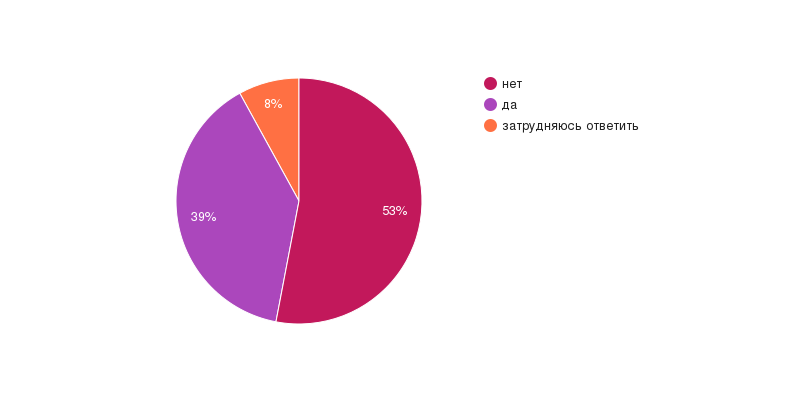 нет
да
затрудняюсь ответить
8%
39%
53%